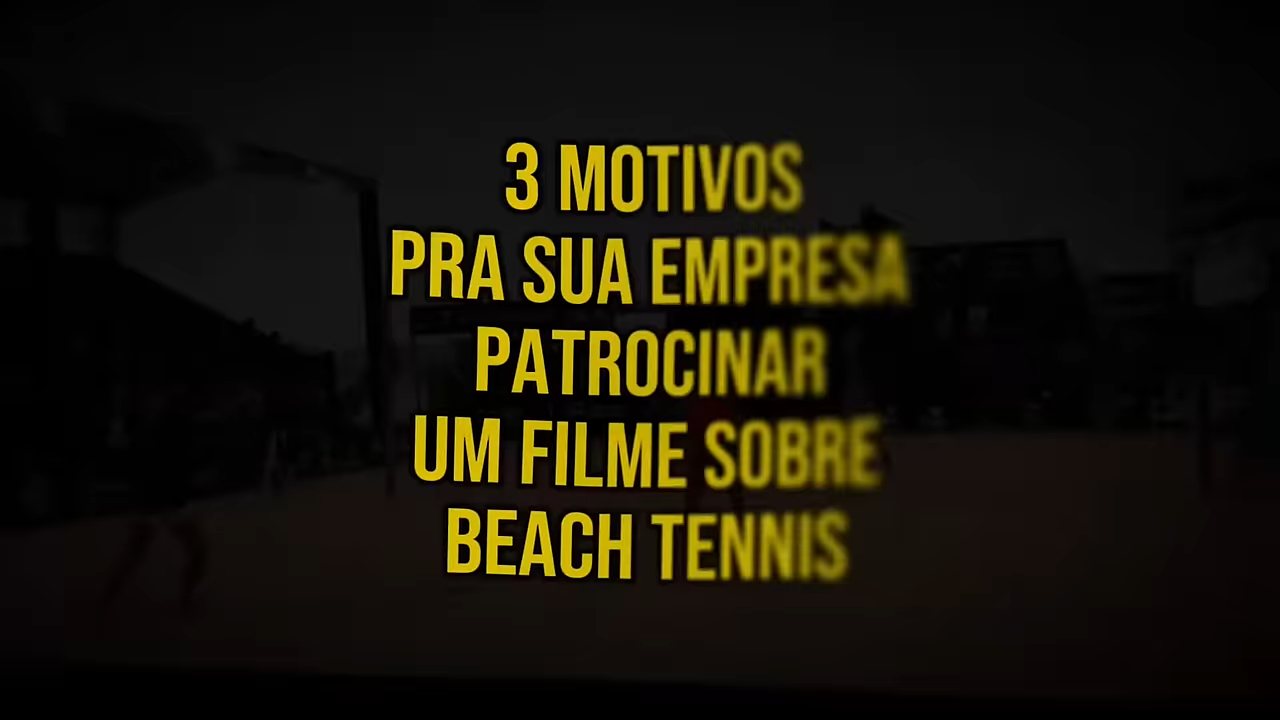 3 MOTIVOS
PRA SUA EMPRESA
PATROCINAR
UM FILME SOBRE
BEACH TENNIS